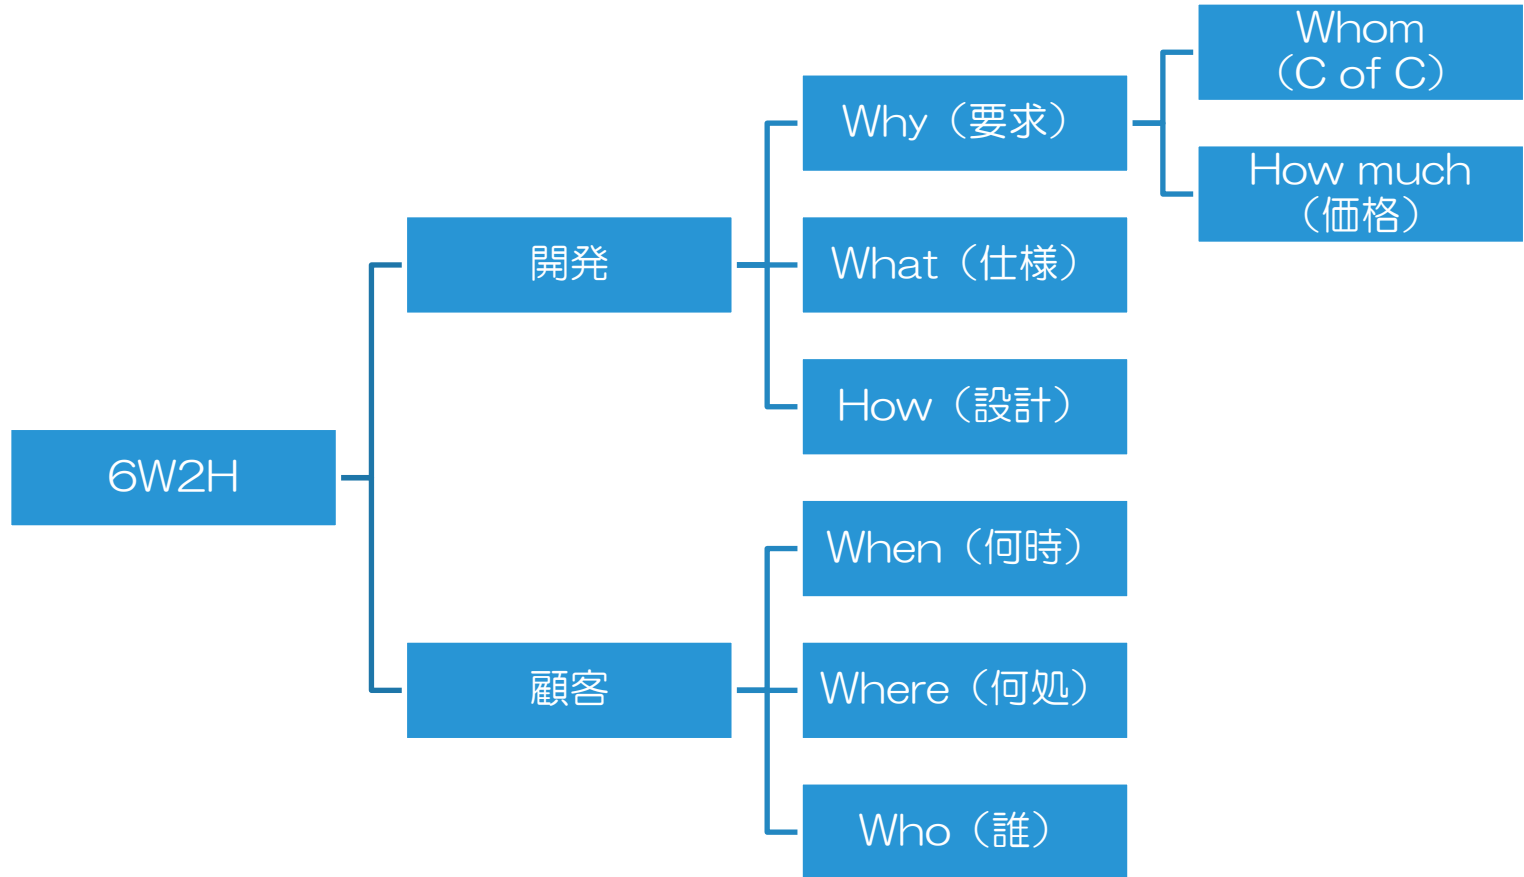 6W2H
開発
Why（要求）
Whom
（C of C）
How much
（価格）
What（仕様）
How（設計）
顧客
When（何時）
Where（何処）
Who（誰）